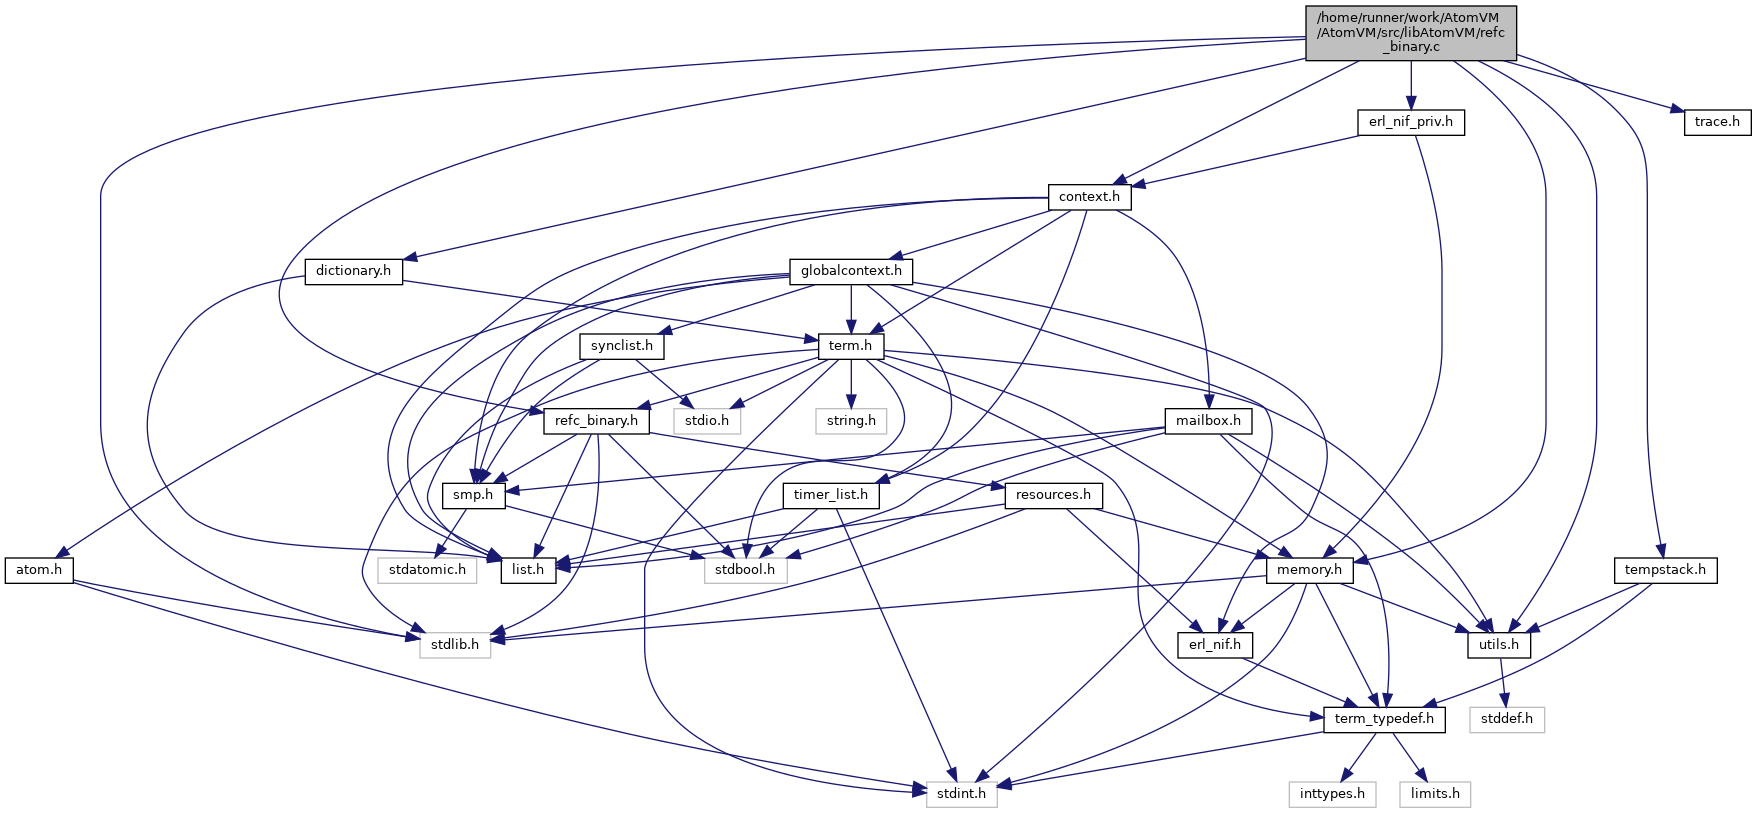 /home/runner/work/AtomVM
/AtomVM/src/libAtomVM/refc
_binary.c
erl_nif_priv.h
trace.h
context.h
dictionary.h
globalcontext.h
synclist.h
term.h
refc_binary.h
stdio.h
string.h
mailbox.h
smp.h
timer_list.h
resources.h
atom.h
stdatomic.h
list.h
stdbool.h
memory.h
tempstack.h
stdlib.h
erl_nif.h
utils.h
term_typedef.h
stddef.h
stdint.h
inttypes.h
limits.h